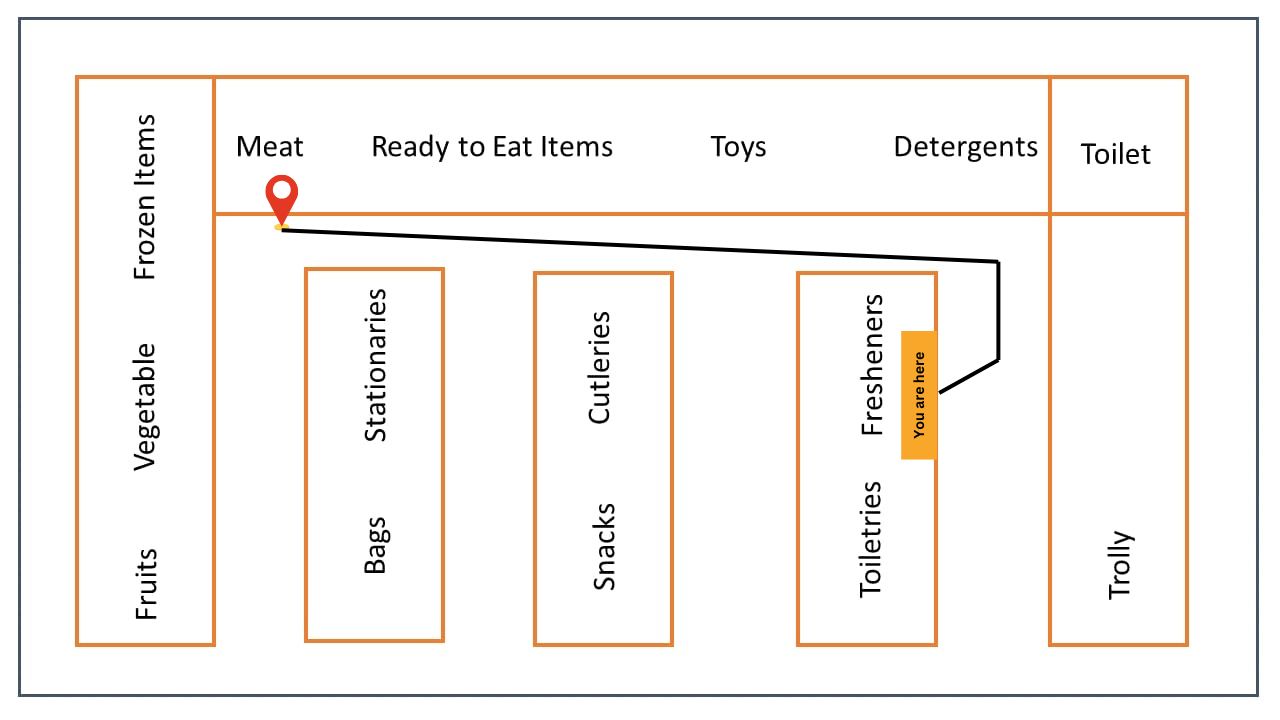 Frozen Items
Vegetable
Fruits
Meat
Ready to Eat Items
Toys
Detergents
Toilet
Stationaries
Bags
Cutleries
Snacks
Fresheners
Toiletries
You are here
Trolly